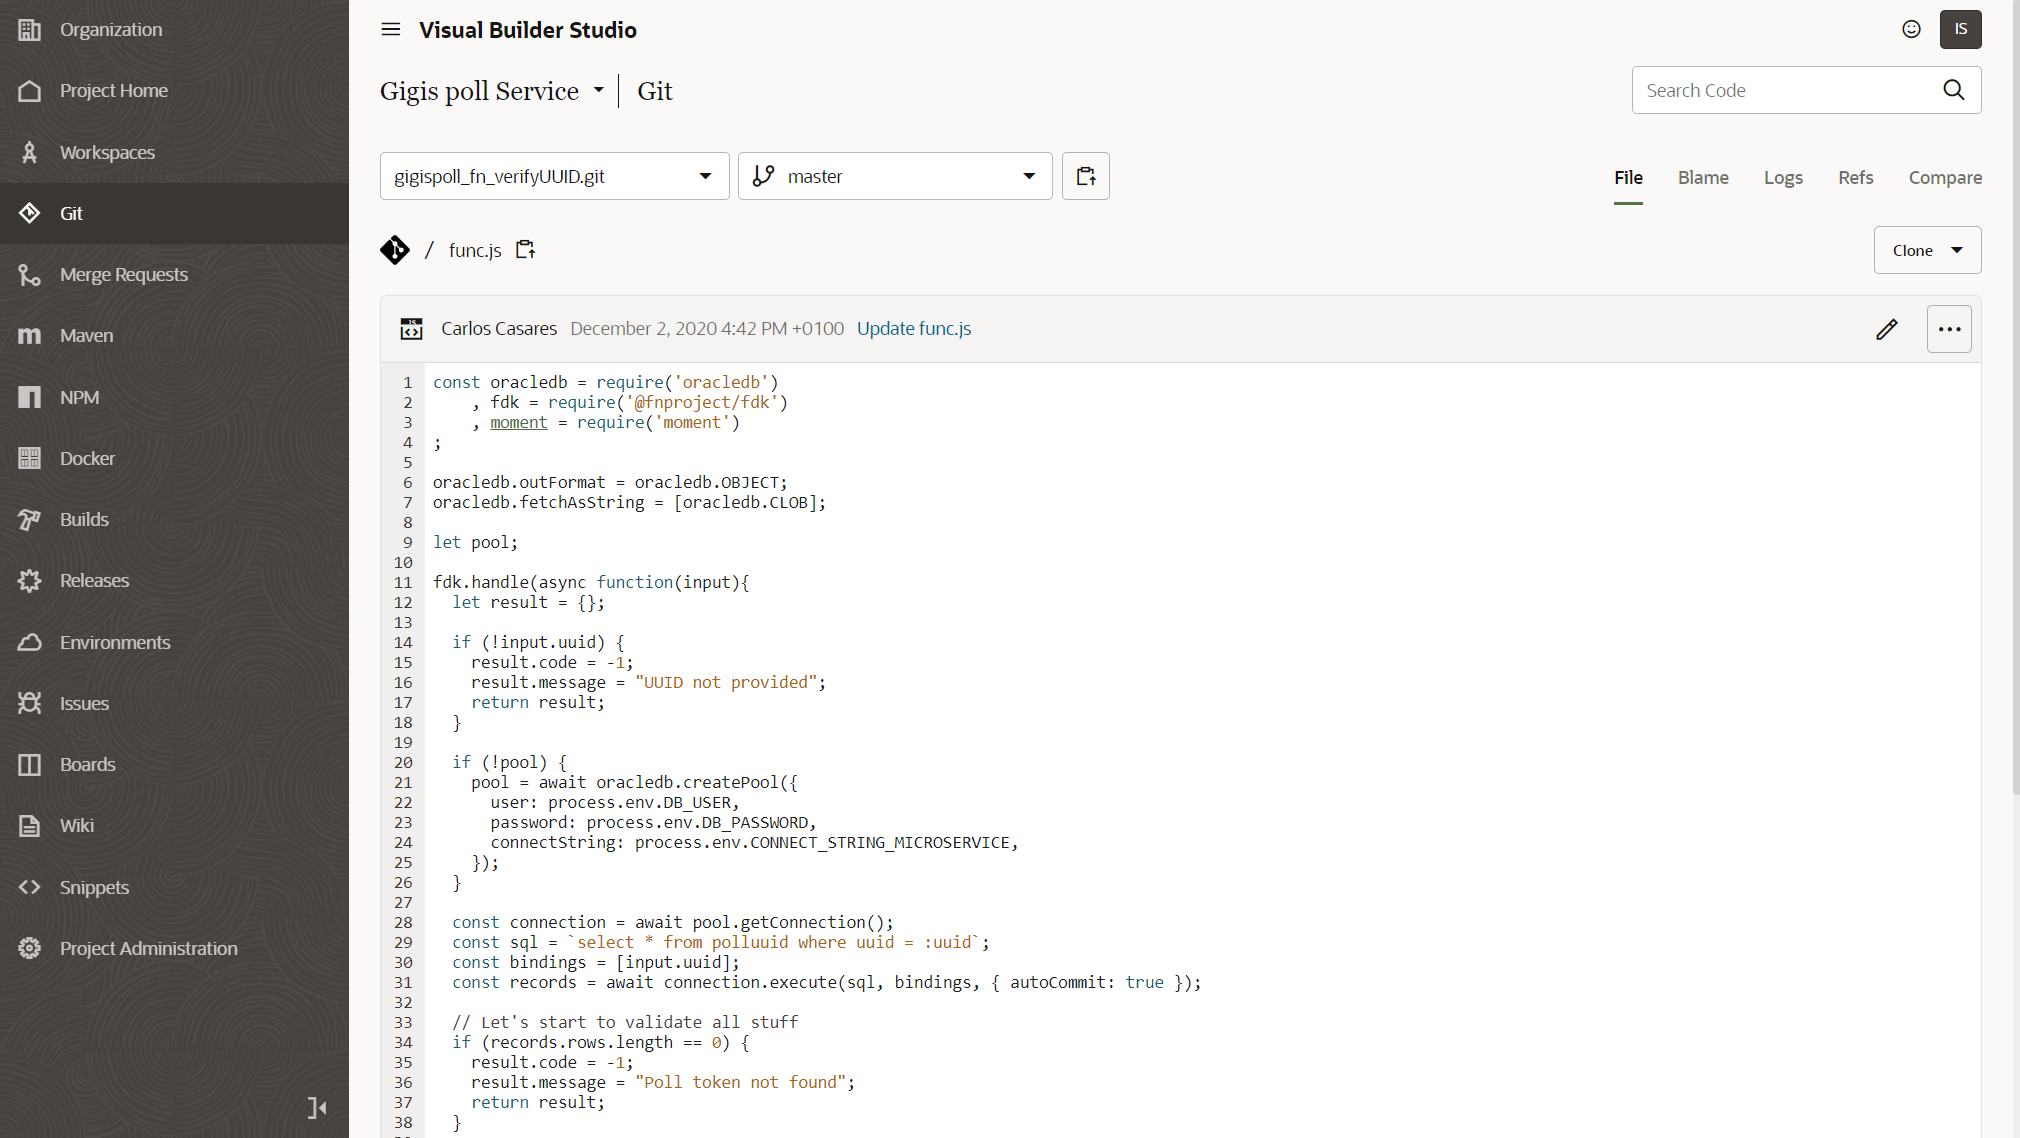 Organization
Project Home
Workspaces
Git
Merge Requests
Maven
NPM
Docker
Builds
Releases
Environments
Issues
Boards
Wiki
Snippets
Project Administration
Visual Builder Studio
IS
Gigis poll Service
Git
Search Code
gigispoll_fn_verifyUUID.git
master
File Blame Logs Refs Compare
/ func.js
Clone
JS Carlos Casares December 2, 2020 4:42 PM +0100 Update func.js
1 const oracledb = require('oracledb')
2     , fdk = require('@fnproject/fdk')
3     , moment = require('moment')
4 ;
5
6 oracledb.outFormat = oracledb.OBJECT;
7 oracledb.fetchAsString = [oracledb.CLOB];
8
9 let pool;
10
11 fdk.handle(async function(input){
12   let result = {};
13
14   if (!input.uuid) {
15     result.code = -1;
16     result.message = "UUID not provided";
17     return result;
18   }
19
20   if (!pool) {
21     pool = await oracledb.createPool({
22       user: process.env.DB_USER,
23       password: process.env.DB_PASSWORD,
24       connectString: process.env.CONNECT_STRING_MICROSERVICE,
25     });
26   }
27
28   const connection = await pool.getConnection();
29   const sql = `select * from polluuid where uuid = :uuid`;
30   const bindings = [input.uuid];
31   const records = await connection.execute(sql, bindings, { autoCommit: true });
32
33   // Let's start to validate all stuff
34   if (records.rows.length == 0) {
35     result.code = -1;
36     result.message = "Poll token not found";
37     return result;
38   }